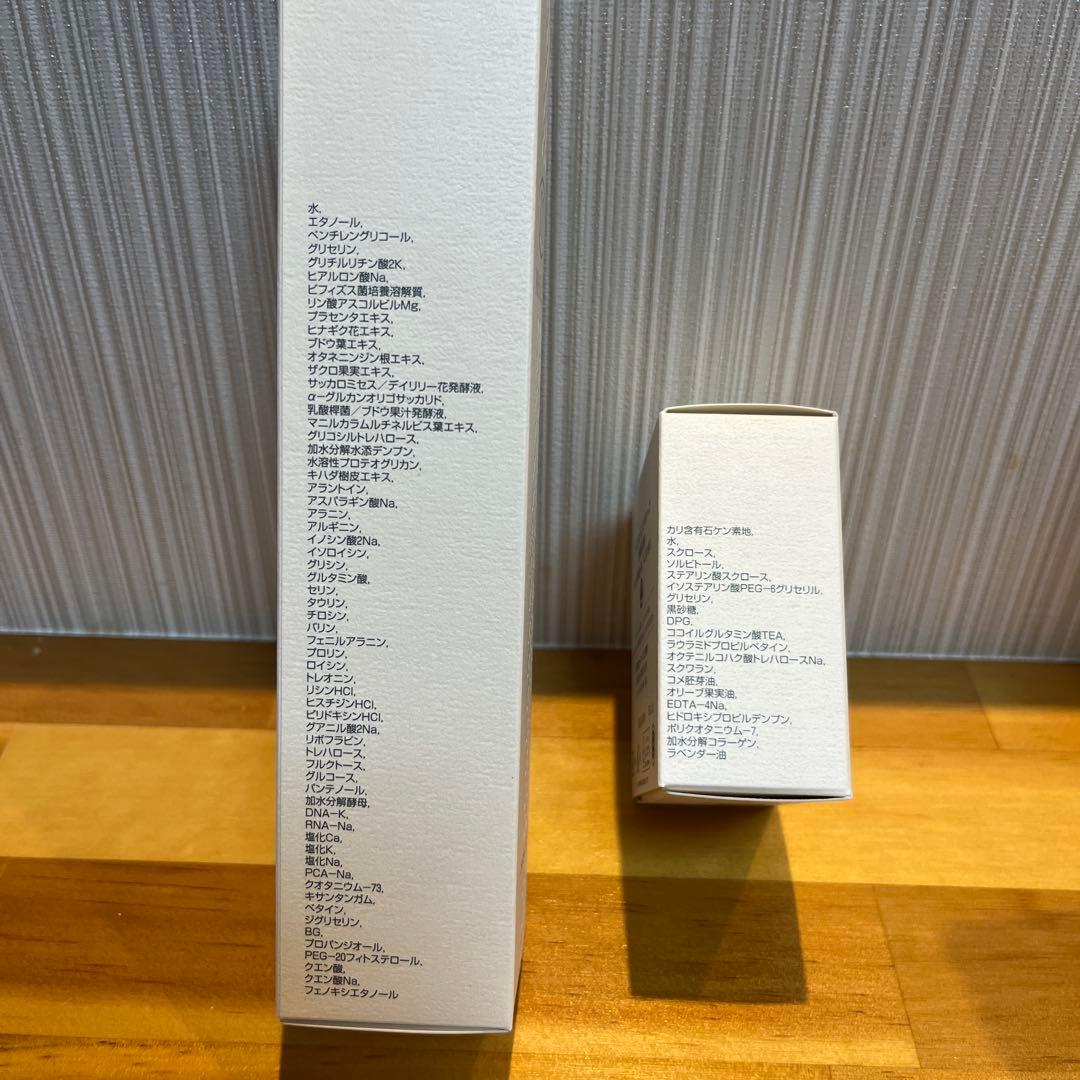 水,
エタノール,
ペンチレングリコール,
グリセリン,
グリチルリチン酸2K,
ヒアルロン酸Na,
ビフィズス菌培養溶解質,
リン酸アスコルビルMg,
プラセンタエキス,
ヒナギク花エキス,
ブドウ葉エキス,
オタネニンジン根エキス,
ザクロ果実エキス,
サッカロミセス/デイリリー花発酵液,
α-グルカンオリゴサッカリド,
乳酸桿菌/ブドウ果汁発酵液,
マニルカラムルチネルビス葉エキス,
グリコシルトレハロース,
加水分解水添デンプン,
水溶性プロテオグリカン,
キハダ樹皮エキス,
アラントイン,
アスパラギン酸Na,
アラニン,
アルギニン,
イノシン酸2Na,
イソロイシン,
グリシン,
グルタミン酸,
セリン,
タウリン,
チロシン,
バリン,
フェニルアラニン,
プロリン,
ロイシン,
トレオニン,
リシンHCl,
ヒスチジンHCl,
ピリドキシンHCl,
グアニル酸2Na,
リボフラビン,
トレハロース,
フルクトース,
グルコース,
パンテノール,
加水分解酵母,
DNA-K,
RNA-Na,
塩化Ca,
塩化K,
塩化Na,
PCA-Na,
クオタニウム-73,
キサンタンガム,
ベタイン,
ジグリセリン,
BG,
プロパンジオール,
PEG-20フィトステロール,
クエン酸,
クエン酸Na,
フェノキシエタノール
カリ含有石ケン素地,
水,
スクロース,
ソルビトール,
ステアリン酸スクロース,
イソステアリン酸PEG-6グリセリル,
グリセリン,
黒砂糖,
DPG,
ココイルグルタミン酸TEA,
ラウラミドプロピルベタイン,
オクテニルコハク酸トレハロースNa,
スクワラン,
コメ胚芽油,
オリーブ果実油,
EDTA-4Na,
ヒドロキシプロピルデンプン,
ポリクオタニウム-7,
加水分解コラーゲン,
ラベンダー油